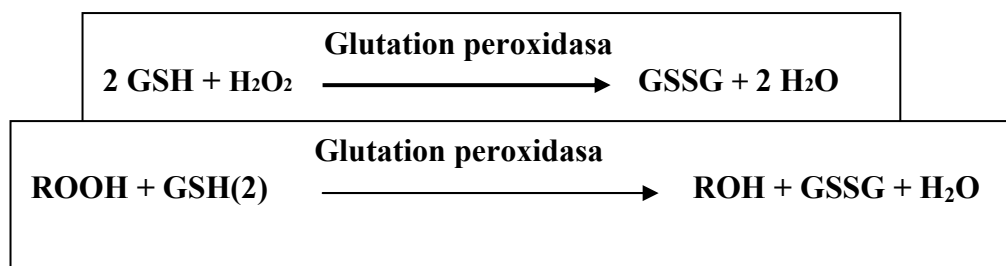 Glutation peroxidasa
2 GSH + H₂O₂ GSSG + 2 H₂O
Glutation peroxidasa
ROOH + GSH(2) ROH + GSSG + H₂O